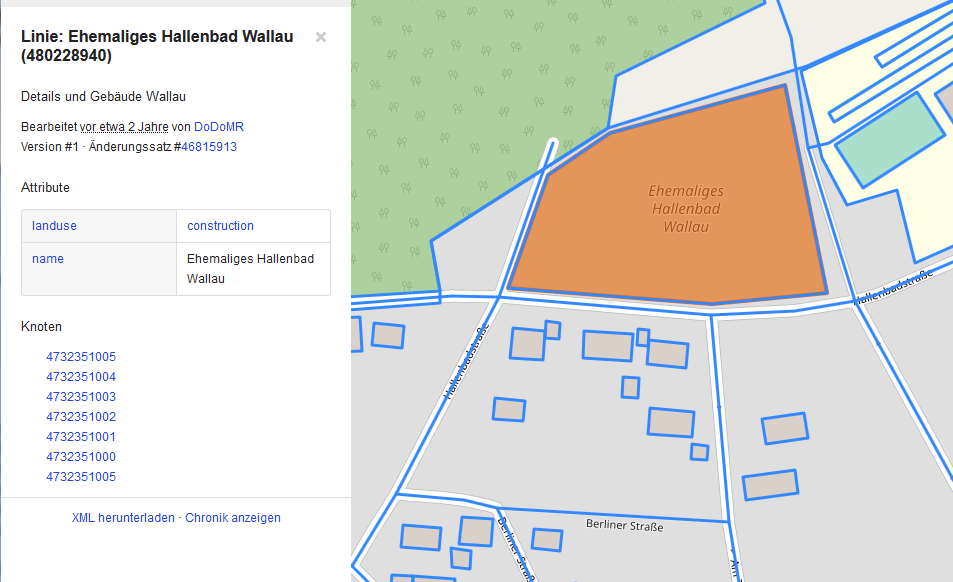 Linie: Ehemaliges Hallenbad Wallau
(480228940)
×
Details und Gebäude Wallau
Bearbeitet vor etwa 2 Jahre von DoDoMR
Version #1 · Änderungssatz #46815913
Attribute
landuse construction
name Ehemaliges Hallenbad
Wallau
Knoten
4732351005
4732351004
4732351003
4732351002
4732351001
4732351000
4732351005
XML herunterladen · Chronik anzeigen
Ehemaliges
Hallenbad
Wallau
Hallenbadstraße
Hallenbadstraße
Berliner Straße
Berliner Straße
Am